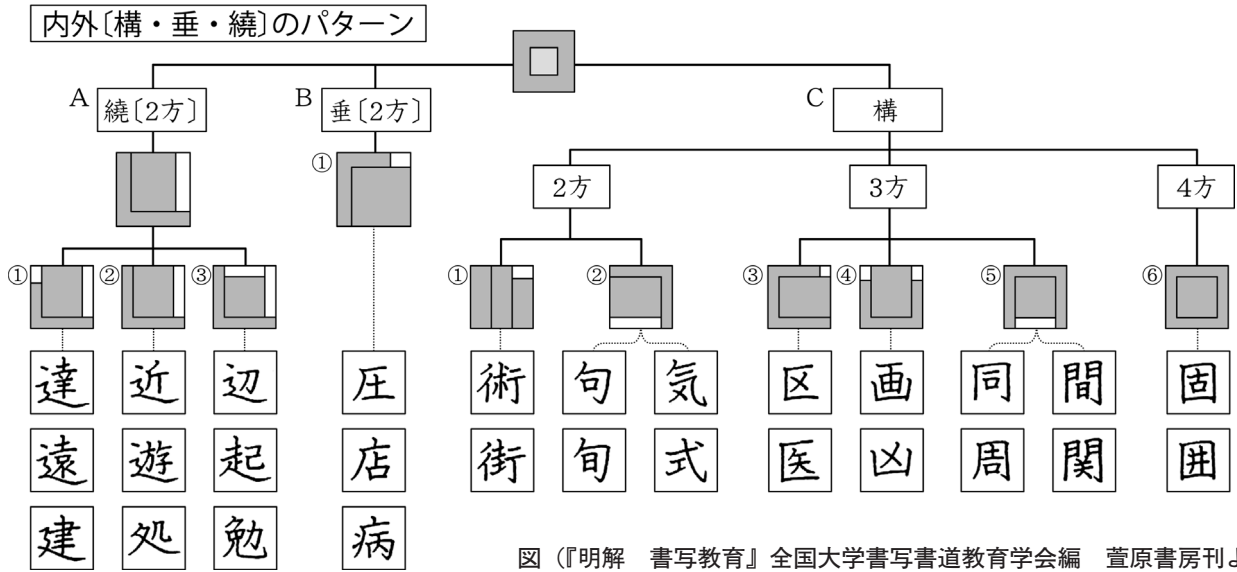 内外〔構・垂・繞〕のパターン
A 繞〔2方〕
B 垂〔2方〕
C 構
①
2方 3方 4方
① ② ③ ① ② ③ ④ ⑤ ⑥
達 近 辺 圧 術 句 気 区 画 同 間 固
遠 遊 起 店 街 旬 式 医 凶 周 関 囲
建 処 勉 病
図（『明解　書写教育』全国大学書写書道教育学会編　萱原書房刊よ